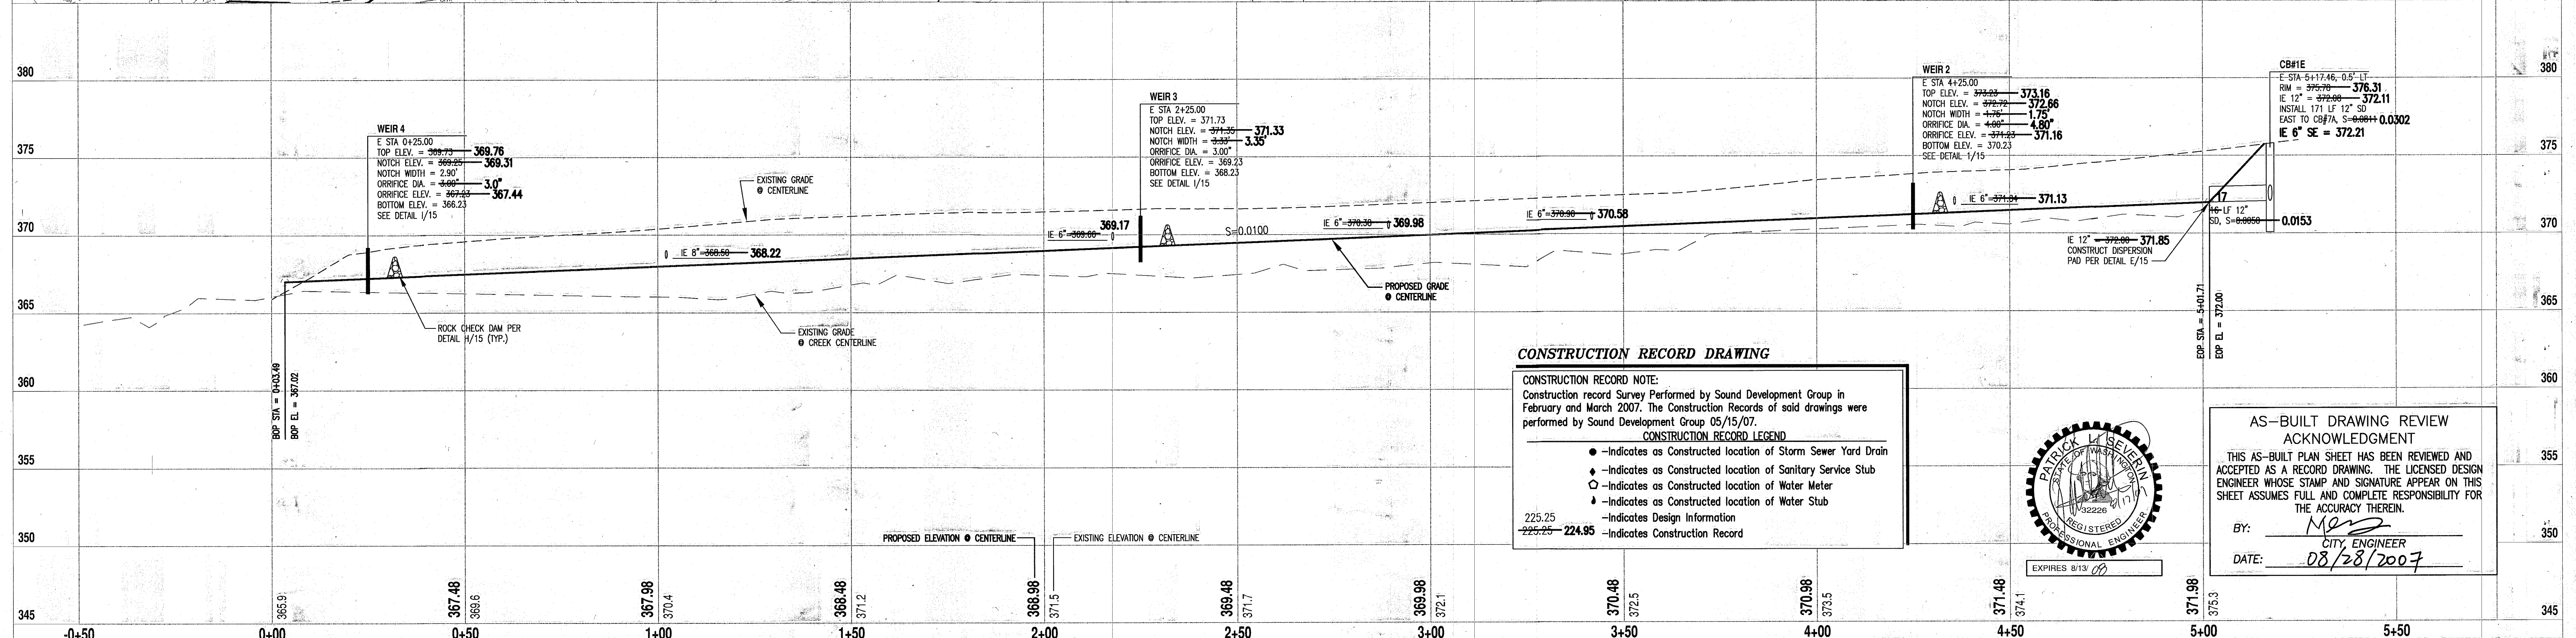 380
375
370
365
360
355
350
345
WEIR 4
E STA 0+25.00
TOP ELEV. = 369.73 369.76
NOTCH ELEV. = 369.25 369.31
NOTCH WIDTH = 2.90'
ORRIFICE DIA. = 3.00" 3.0"
ORRIFICE ELEV. = 367.23 367.44
BOTTOM ELEV. = 366.23
SEE DETAIL I/15
WEIR 3
E STA 2+25.00
TOP ELEV. = 371.73
NOTCH ELEV. = 371.35 371.33
NOTCH WIDTH = 3.33' 3.35'
ORRIFICE DIA. = 3.00"
ORRIFICE ELEV. = 369.23
BOTTOM ELEV. = 368.23
SEE DETAIL I/15
WEIR 2
E STA 4+25.00
TOP ELEV. = 373.23 373.16
NOTCH ELEV. = 372.72 372.66
NOTCH WIDTH = 1.75' 1.75'
ORRIFICE DIA. = 4.80"
ORRIFICE ELEV. = 371.23 371.16
BOTTOM ELEV. = 370.23
SEE DETAIL I/15
CB#1E
E STA 5+17.46, 0.5' LT
RIM = 375.78 376.31
IE 12" = 372.08 372.11
INSTALL 171 LF 12" SD
EAST TO CB#7A, S=0.0311 0.0302
IE 6" SE = 372.21
EXISTING GRADE
@ CENTERLINE
IE 8"=368.50 368.22
369.17
IE 6"=369.60
S=0.0100
IE 6"=370.30 369.98
IE 6"=370.90 370.58
IE 6"= 371.13
17
16 LF 12"
SD, S=0.0050 0.0153
IE 12" = 372.00 371.85
CONSTRUCT DISPERSION
PAD PER DETAIL E/15
PROPOSED GRADE
@ CENTERLINE
ROCK CHECK DAM PER
DETAIL H/15 (TYP.)
EXISTING GRADE
@ CREEK CENTERLINE
BOP STA = 0+03.49
BOP EL = 367.02
EOP STA = 5+01.71
EOP EL = 372.00
CONSTRUCTION RECORD DRAWING
CONSTRUCTION RECORD NOTE:
Construction record Survey Performed by Sound Development Group in
February and March 2007. The Construction Records of said drawings were
performed by Sound Development Group 05/15/07.
CONSTRUCTION RECORD LEGEND
-Indicates as Constructed location of Storm Sewer Yard Drain
-Indicates as Constructed location of Sanitary Service Stub
-Indicates as Constructed location of Water Meter
-Indicates as Constructed location of Water Stub
225.25 -Indicates Design Information
225.25 224.95 -Indicates Construction Record
PATRICK L. SEVERIN
STATE OF WASHINGTON
32226
REGISTERED
PROFESSIONAL ENGINEER
EXPIRES 8/13/ 08
AS-BUILT DRAWING REVIEW
ACKNOWLEDGMENT
THIS AS-BUILT PLAN SHEET HAS BEEN REVIEWED AND
ACCEPTED AS A RECORD DRAWING. THE LICENSED DESIGN
ENGINEER WHOSE STAMP AND SIGNATURE APPEAR ON THIS
SHEET ASSUMES FULL AND COMPLETE RESPONSIBILITY FOR
THE ACCURACY THEREIN.
BY:
CITY ENGINEER
DATE: 08/28/2007
380
375
370
365
360
355
350
345
PROPOSED ELEVATION @ CENTERLINE
EXISTING ELEVATION @ CENTERLINE
365.9
367.48 369.6
367.98 370.4
368.48 371.2
368.98 371.5
369.48 371.7
369.98 372.1
370.48 372.5
370.98 373.5
371.48 374.1
371.98 375.3
-0+50 0+00 0+50 1+00 1+50 2+00 2+50 3+00 3+50 4+00 4+50 5+00 5+50